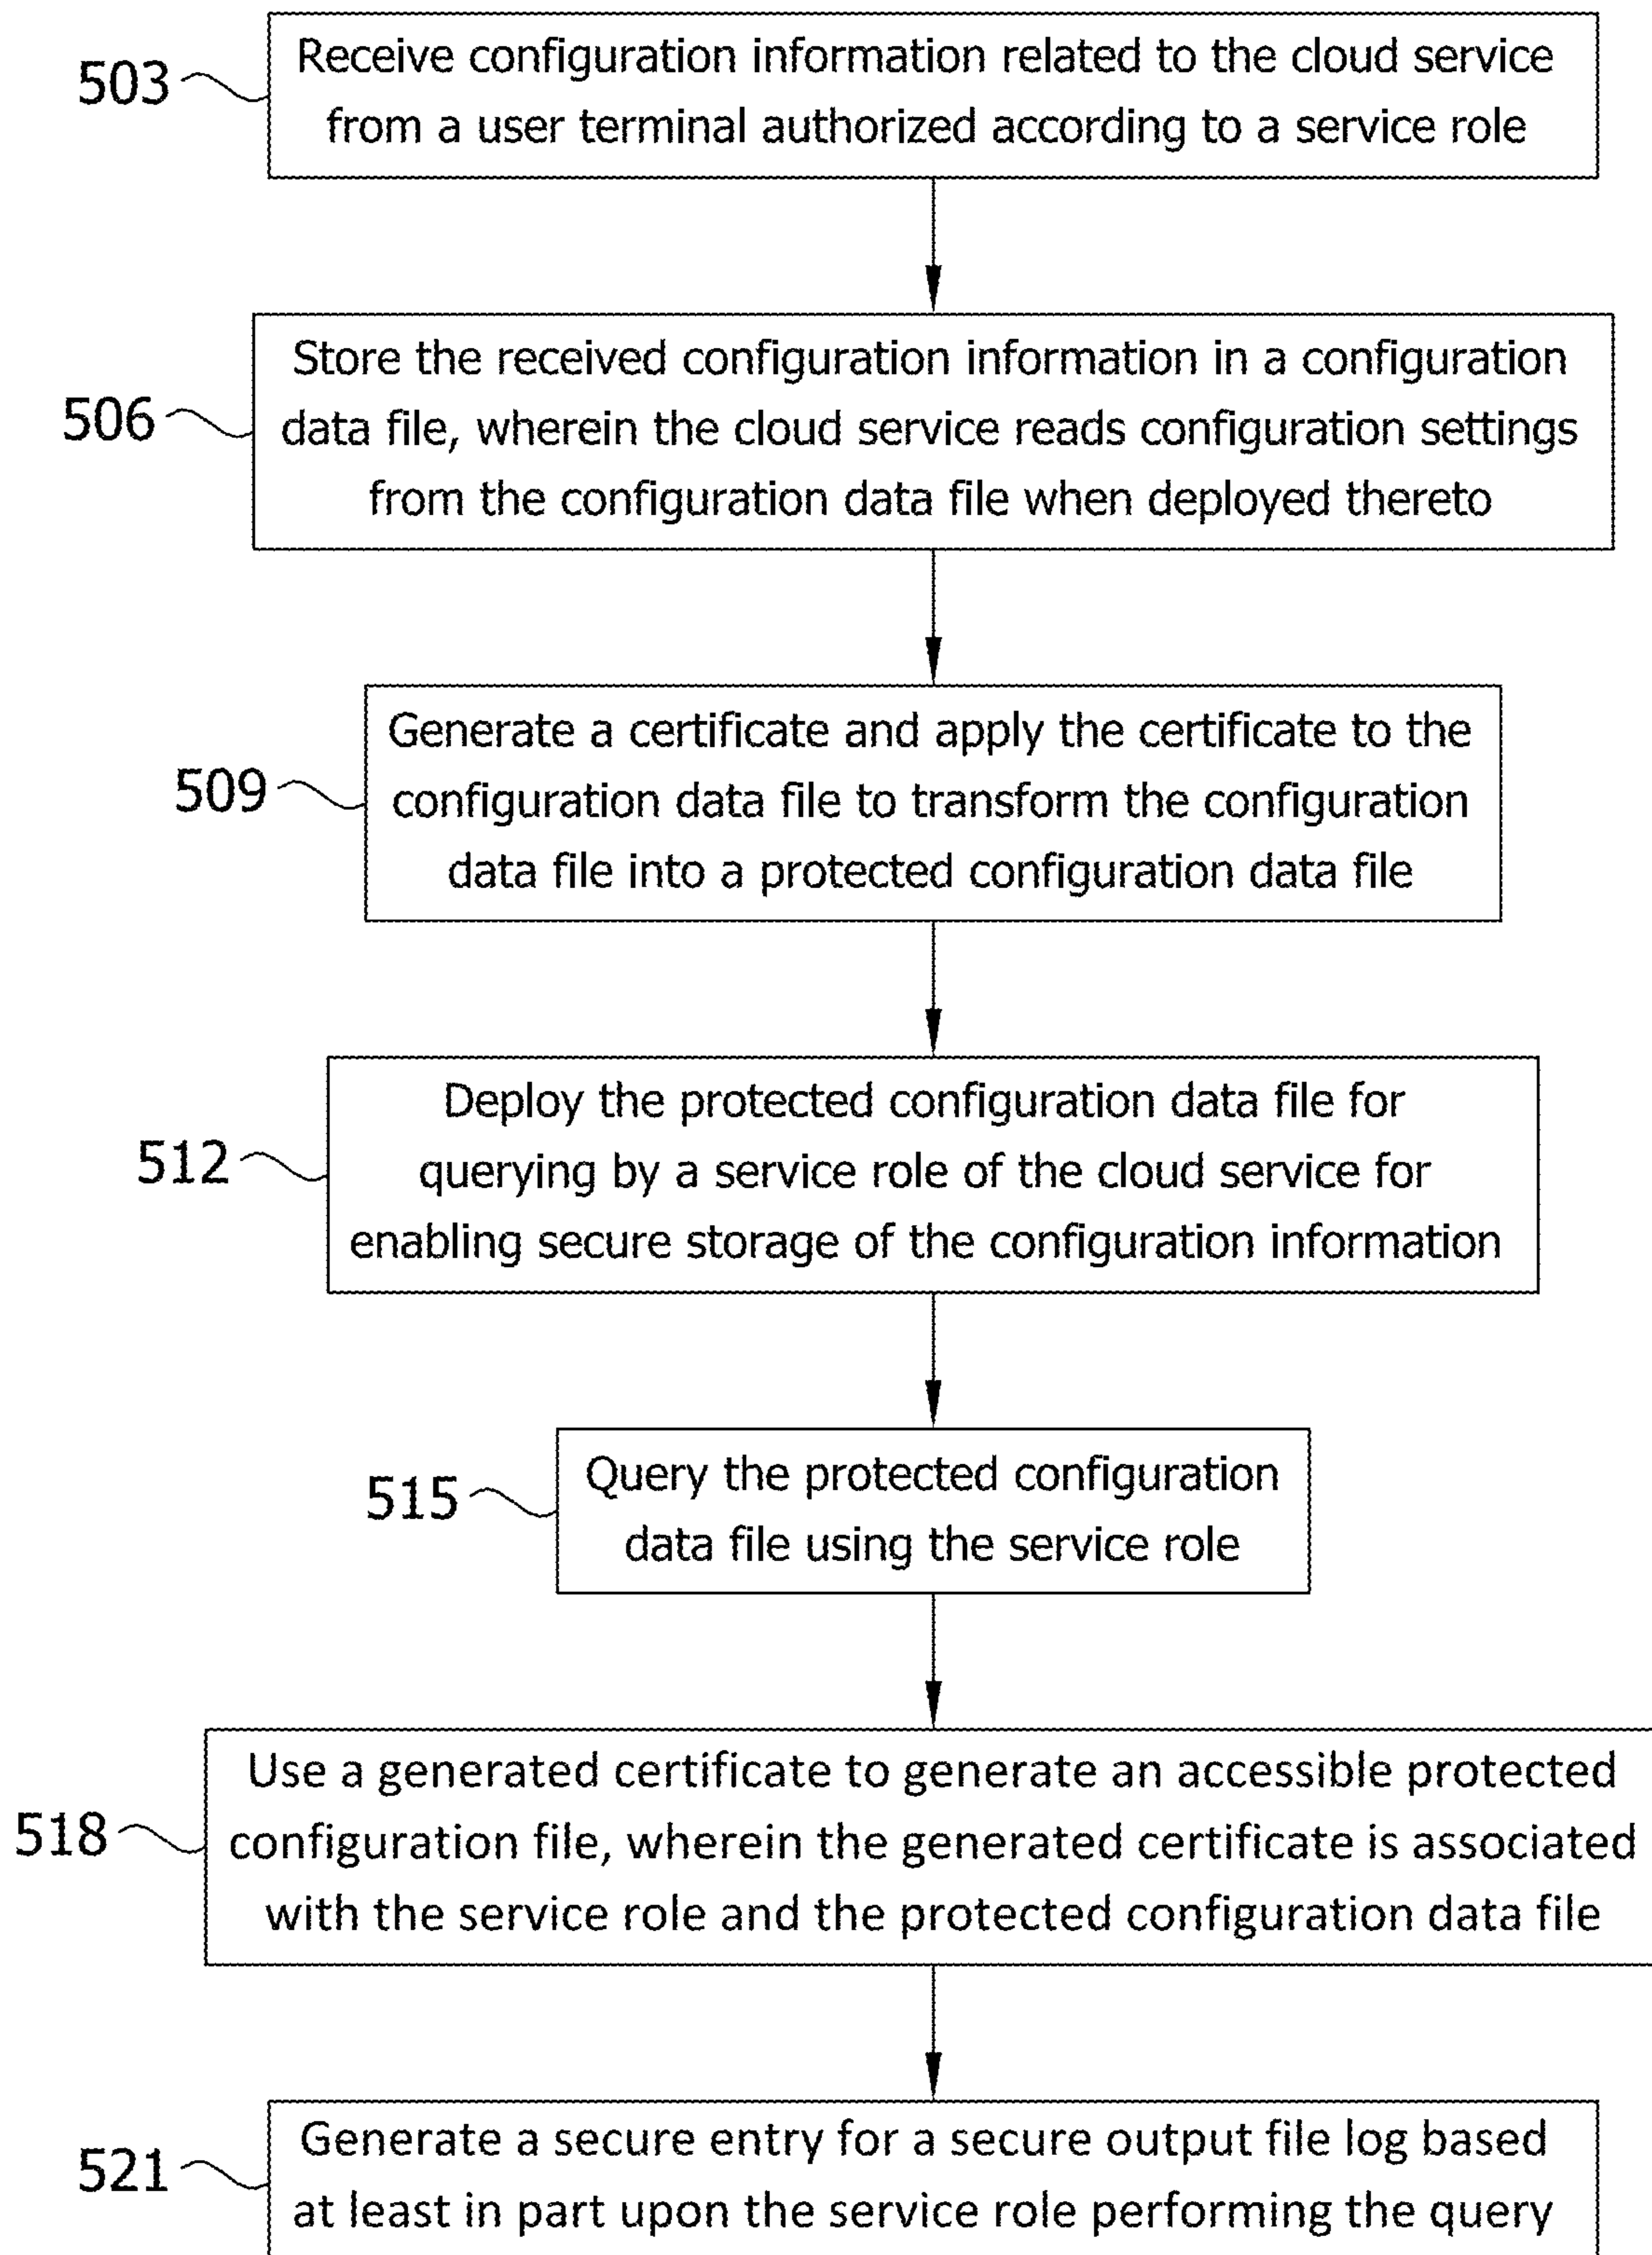 503
Receive configuration information related to the cloud service
from a user terminal authorized according to a service role
506
Store the received configuration information in a configuration
data file, wherein the cloud service reads configuration settings
from the configuration data file when deployed thereto
509
Generate a certificate and apply the certificate to the
configuration data file to transform the configuration
data file into a protected configuration data file
512
Deploy the protected configuration data file for
querying by a service role of the cloud service for
enabling secure storage of the configuration information
515
Query the protected configuration
data file using the service role
518
Use a generated certificate to generate an accessible protected
configuration file, wherein the generated certificate is associated
with the service role and the protected configuration data file
521
Generate a secure entry for a secure output file log based
at least in part upon the service role performing the query